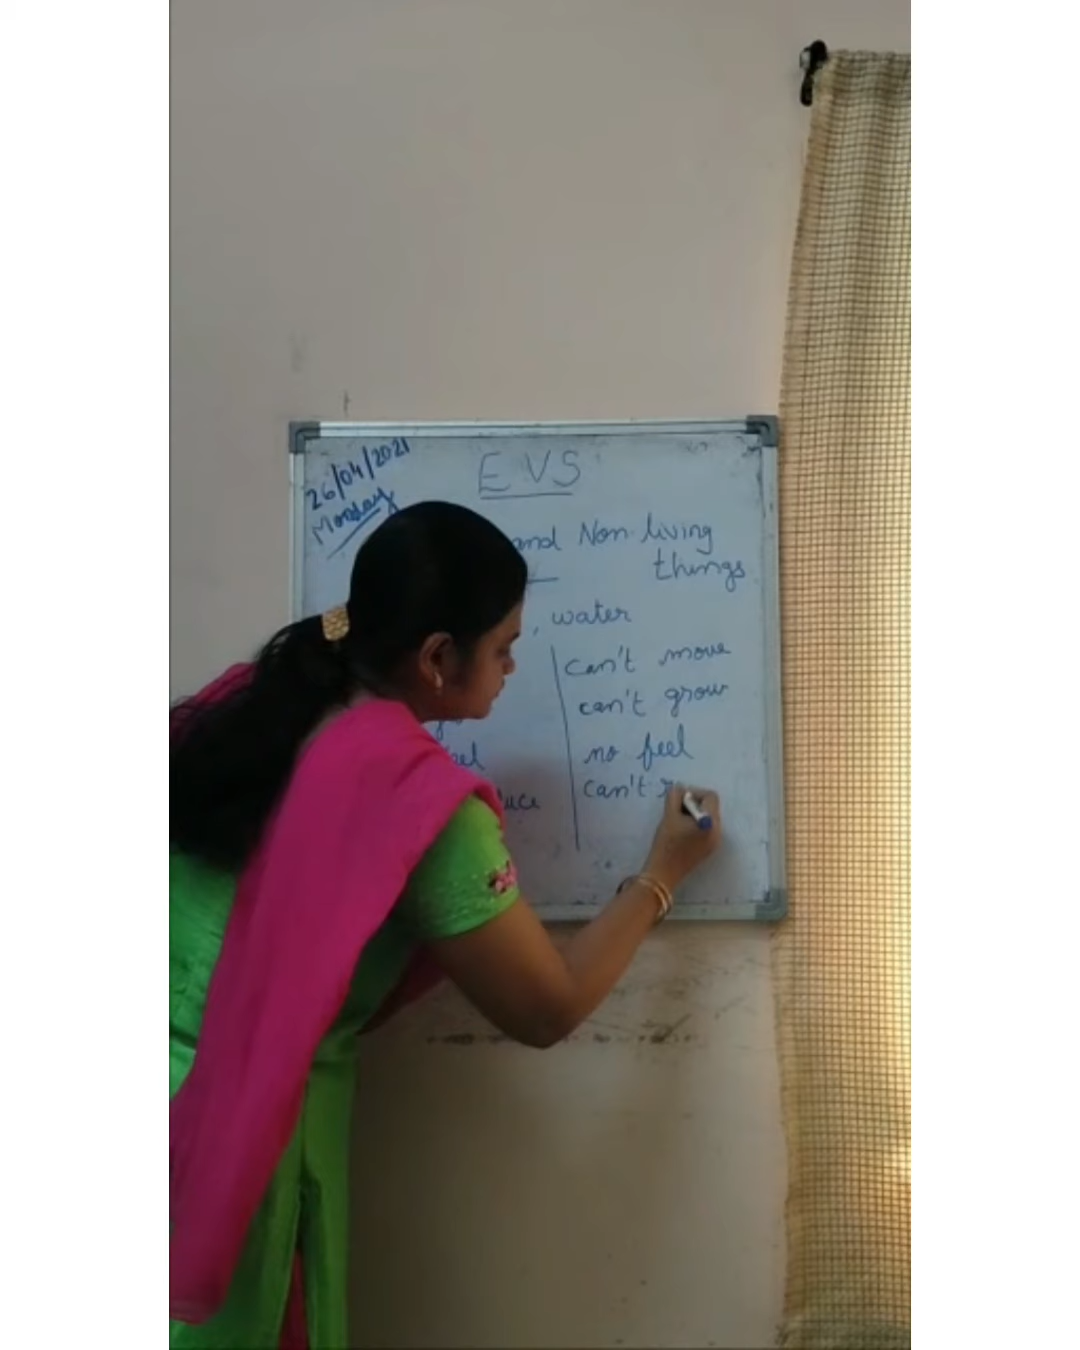 26/04/2021
Monday
EVS
and Non-living
things
, water
can't move
can't grow
no feel
can't